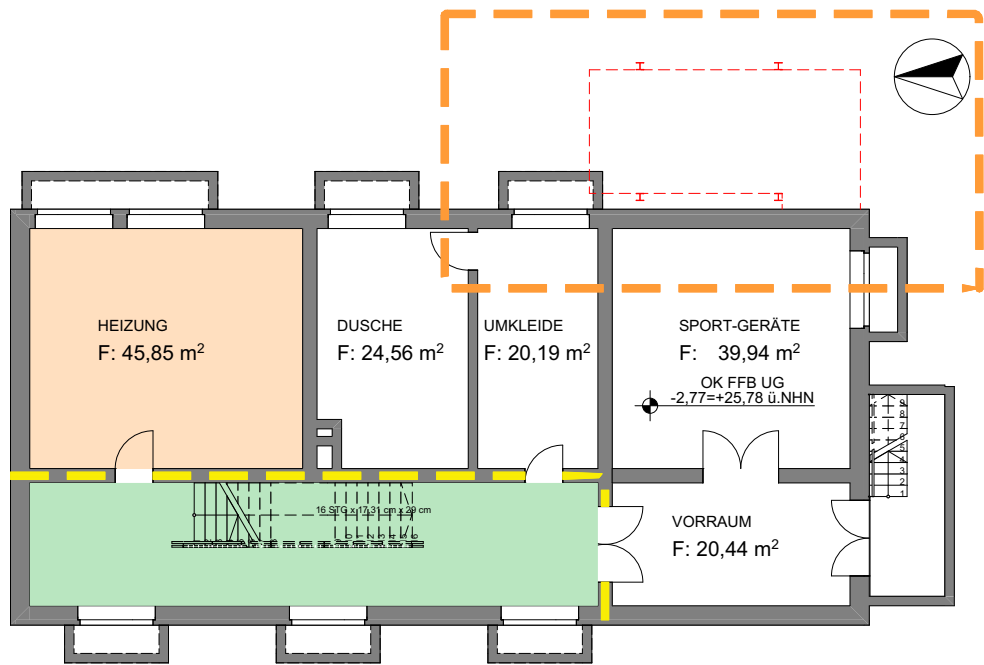 HEIZUNG
F: 45,85 m²
DUSCHE
F: 24,56 m²
UMKLEIDE
F: 20,19 m²
SPORT-GERÄTE
F: 39,94 m²
OK FFB UG
-2,77=+25,78 ü.NHN
16 STG x 17,31 cm x 29 cm
VORRAUM
F: 20,44 m²
9
8
7
6
5
4
3
2
1